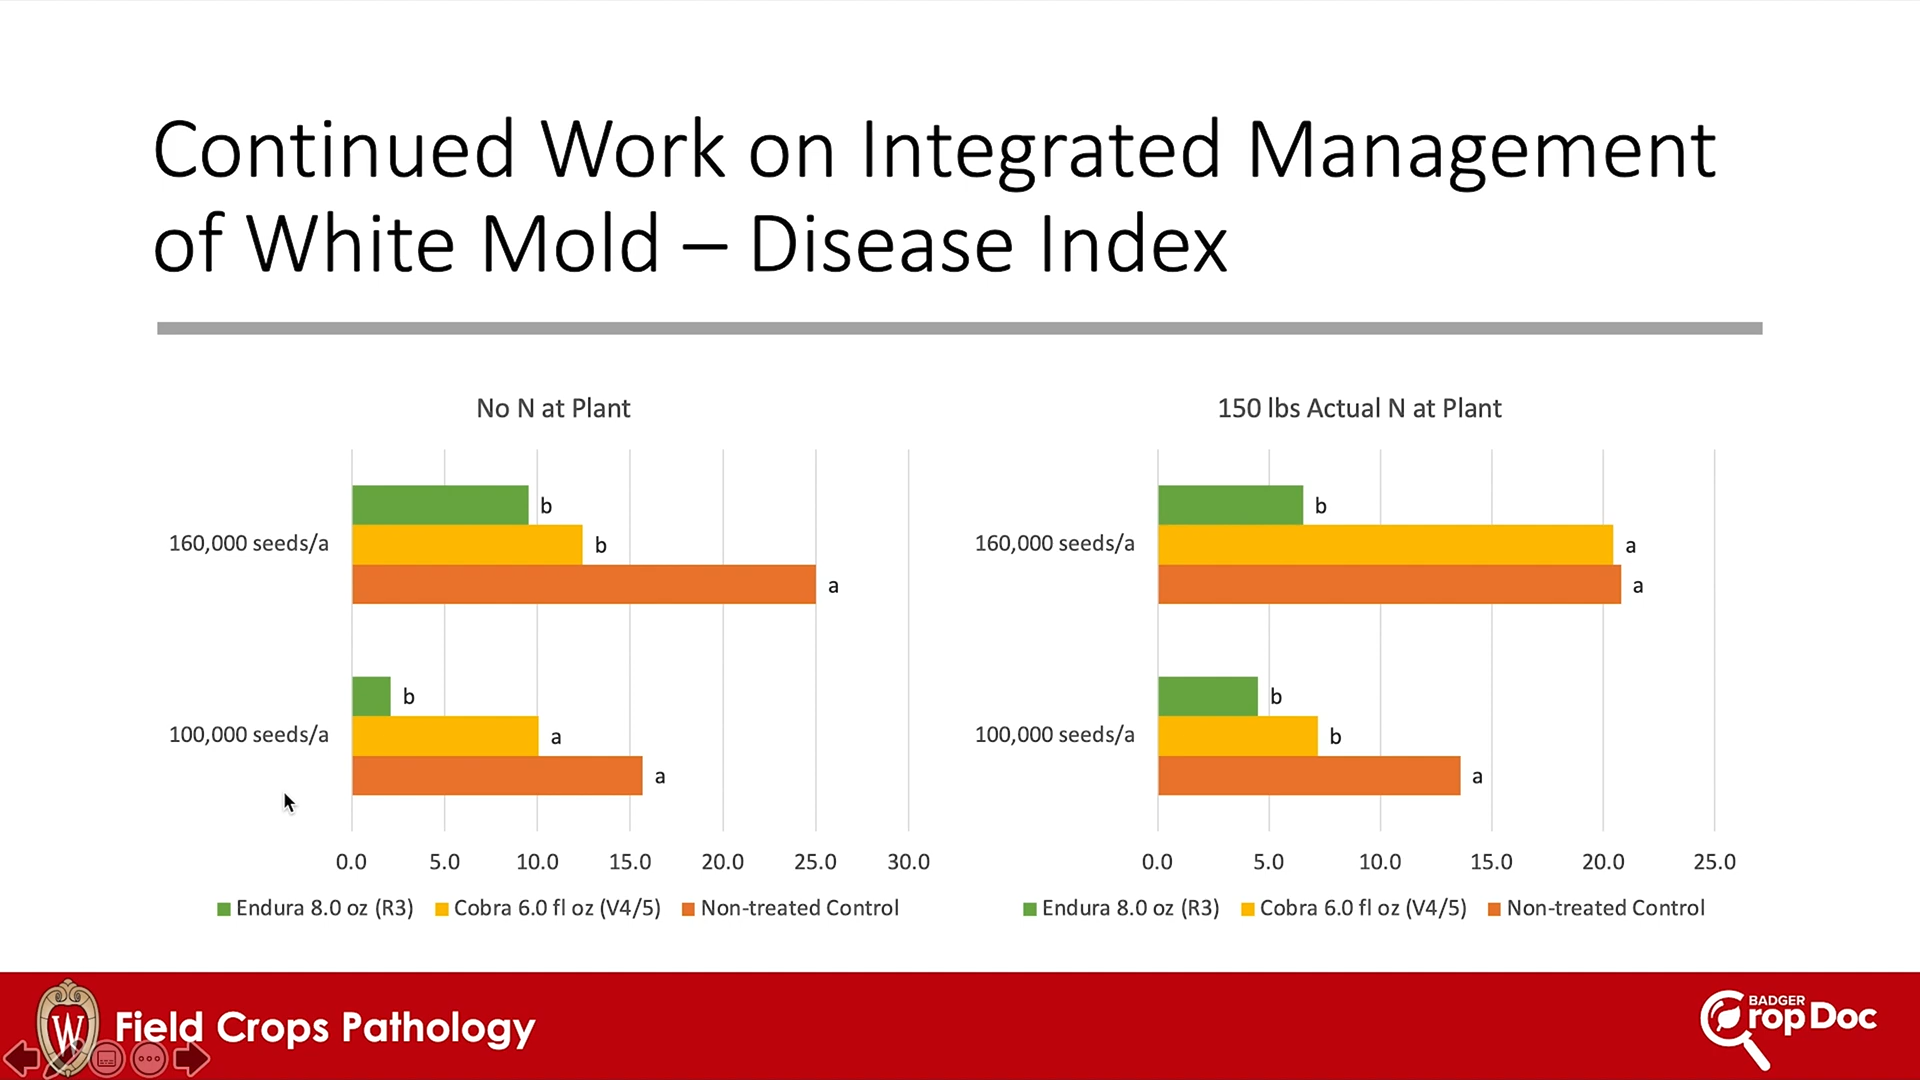 Continued Work on Integrated Management
of White Mold – Disease Index
No N at Plant
160,000 seeds/a
b
b
a
100,000 seeds/a
b
a
a
0.0 5.0 10.0 15.0 20.0 25.0 30.0
Endura 8.0 oz (R3) Cobra 6.0 fl oz (V4/5) Non-treated Control
150 lbs Actual N at Plant
160,000 seeds/a
b
a
a
100,000 seeds/a
b
b
a
0.0 5.0 10.0 15.0 20.0 25.0
Endura 8.0 oz (R3) Cobra 6.0 fl oz (V4/5) Non-treated Control
W
Field Crops Pathology
BADGER
Crop Doc